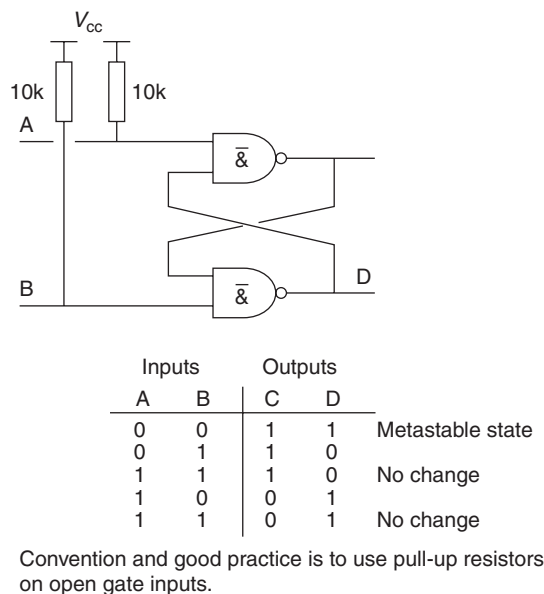 Vcc
10k 10k
A
&
B
&
D
Inputs Outputs
A B C D
0 0 1 1 Metastable state
0 1 1 0
1 1 1 0 No change
1 0 0 1
1 1 0 1 No change
Convention and good practice is to use pull-up resistors
on open gate inputs.